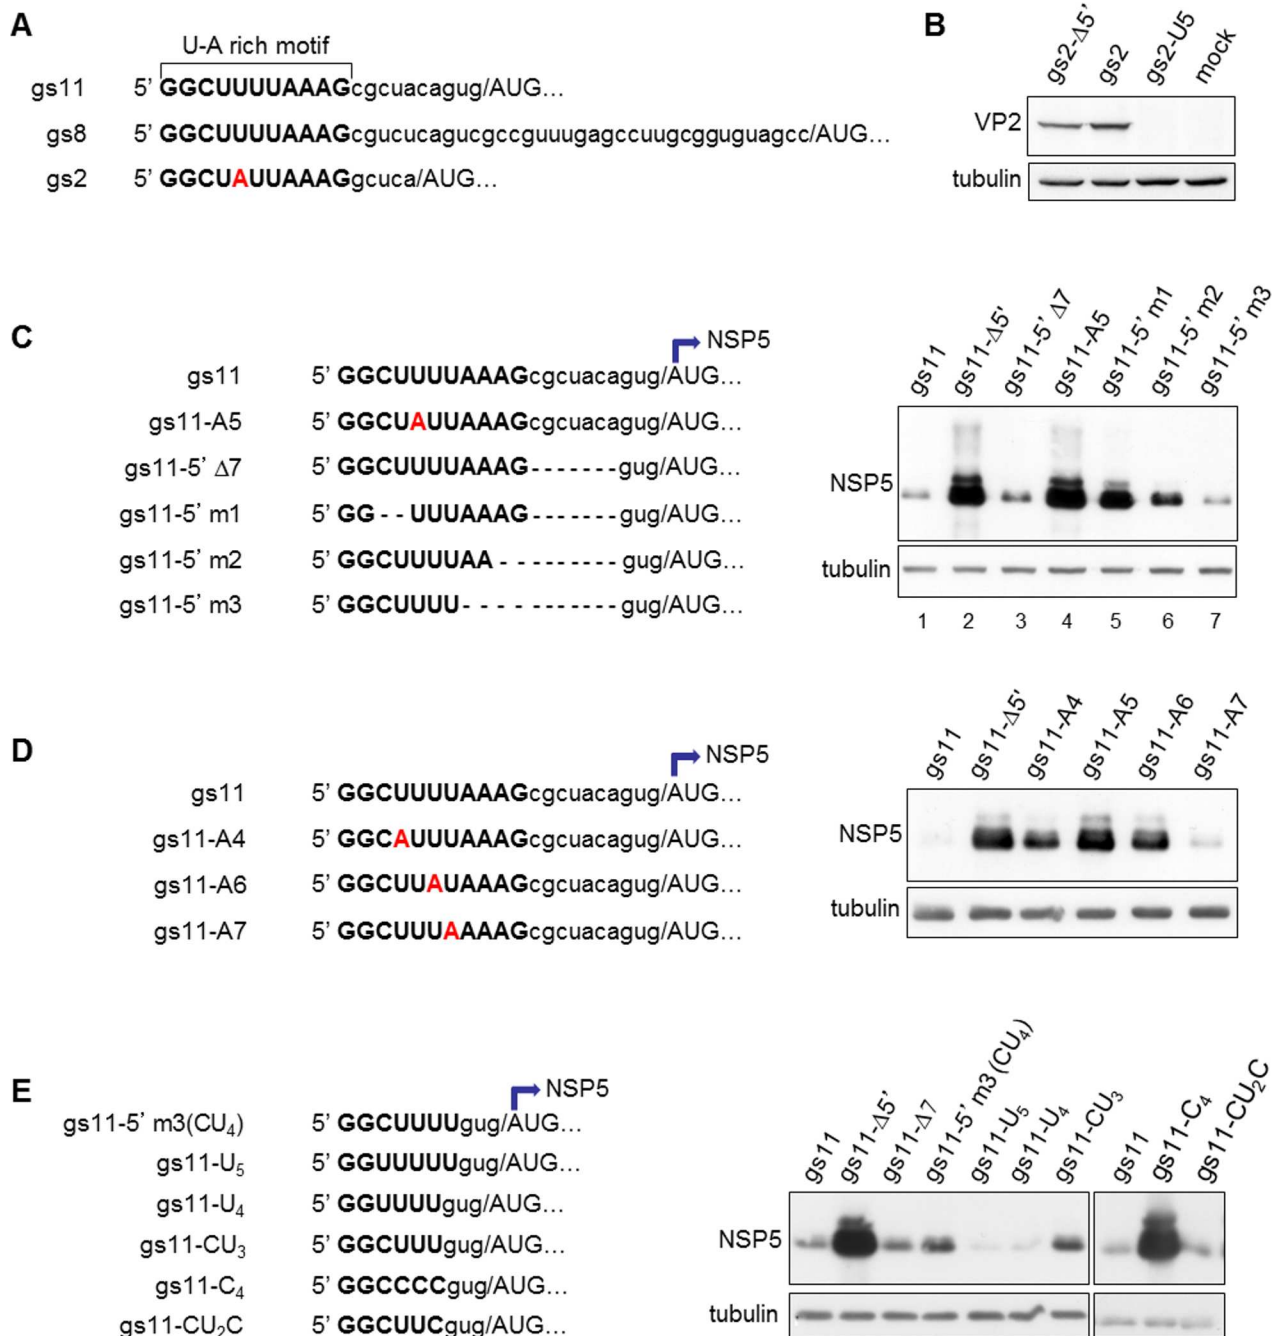 A
U-A rich motif
gs11 5’ GGCUUUUAAAGcgcuacagug/AUG…
gs8 5’ GGCUUUUAAAGcgucucagucgccguuugagccuugcgguguagcc/AUG…
gs2 5’ GGCUAUUAAAGgcuca/AUG…
B
gs2-Δ5’ gs2 gs2-U5 mock
VP2
tubulin
C
NSP5
gs11 5’ GGCUUUUAAAGcgcuacagug/AUG…
gs11-A5 5’ GGCUAUUAAAGcgcuacagug/AUG…
gs11-5’ Δ7 5’ GGCUUUUAAAG-------gug/AUG…
gs11-5’ m1 5’ GG--UUUAAAG-------gug/AUG…
gs11-5’ m2 5’ GGCUUUUAA - - - - - - - - - gug/AUG…
gs11-5’ m3 5’ GGCUUUU- - - - - - - - - - - gug/AUG…
gs11 gs11-Δ5' gs11-5’ Δ7 gs11-A5 gs11-5’ m1 gs11-5’ m2 gs11-5’ m3
NSP5
tubulin
1 2 3 4 5 6 7
D
NSP5
gs11 5’ GGCUUUUAAAGcgcuacagug/AUG…
gs11-A4 5’ GGCAUUUAAAGcgcuacagug/AUG…
gs11-A6 5’ GGCUUAUAAAGcgcuacagug/AUG…
gs11-A7 5’ GGCUUUAAAAGcgcuacagug/AUG…
gs11 gs11-Δ5' gs11-A4 gs11-A5 gs11-A6 gs11-A7
NSP5
tubulin
E
NSP5
gs11-5’ m3(CU4) 5’ GGCUUUUgug/AUG…
gs11-U5 5’ GGUUUUUgug/AUG…
gs11-U4 5’ GGUUUUgug/AUG…
gs11-CU3 5’ GGCUUUgug/AUG…
gs11-C4 5’ GGCCCCgug/AUG…
gs11-CU2C 5’ GGCUUCgug/AUG…
gs11 gs11-Δ5’ gs11-Δ7 gs11-5’ m3 (CU4) gs11-U5 gs11-U4 gs11-CU3 gs11 gs11-C4 gs11-CU2C
NSP5
tubulin